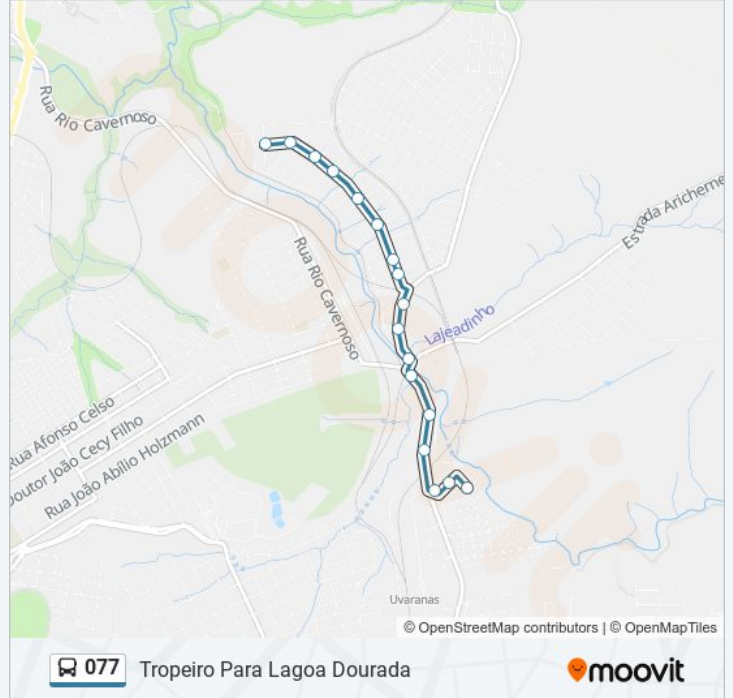 Rua Rio Cavernoso
Estrada Aricherne
Rua Rio Cavernoso
Lajeadinho
Rua Afonso Celso
Doutor João Cecy Filho
Rua João Abílio Holzmann
Uvaranas
© OpenStreetMap contributors | © OpenMapTiles
077 Tropeiro Para Lagoa Dourada
moovit